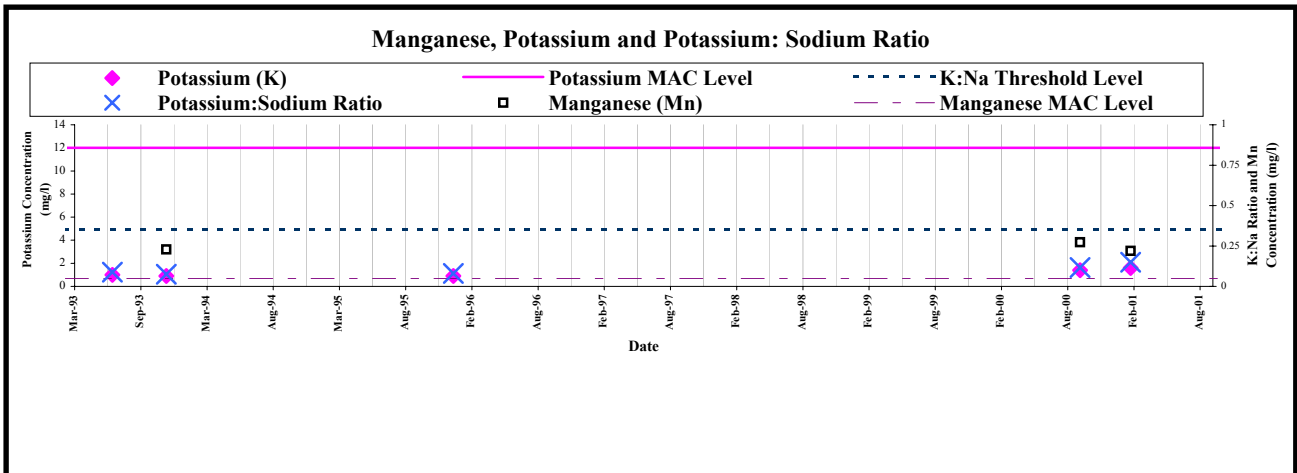 Manganese, Potassium and Potassium: Sodium Ratio
Potassium (K) Potassium MAC Level K:Na Threshold Level
Potassium:Sodium Ratio Manganese (Mn) Manganese MAC Level
Potassium Concentration
(mg/l)
14
12
10
8
6
4
2
0
1
0.75
0.5
0.25
0
K:Na Ratio and Mn
Concentration (mg/l)
Mar-93 Sep-93 Mar-94 Aug-94 Mar-95 Aug-95 Feb-96 Aug-96 Feb-97 Aug-97 Feb-98 Aug-98 Feb-99 Aug-99 Feb-00 Aug-00 Feb-01 Aug-01
Date